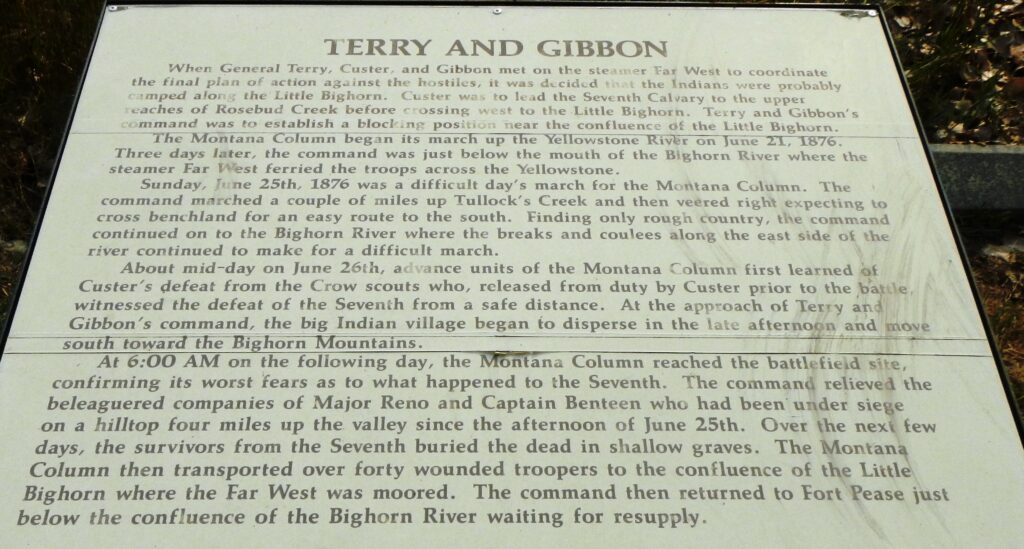 TERRY AND GIBBON
When General Terry, Custer, and Gibbon met on the steamer Far West to coordinate
the final plan of action against the hostiles, it was decided that the Indians were probably
camped along the Little Bighorn. Custer was to lead the Seventh Calvary to the upper
reaches of Rosebud Creek before crossing west to the Little Bighorn. Terry and Gibbon's
command was to establish a blocking position near the confluence of the Little Bighorn.
The Montana Column began its march up the Yellowstone River on June 21, 1876.
Three days later, the command was just below the mouth of the Bighorn River where the
steamer Far West ferried the troops across the Yellowstone.
Sunday, June 25th, 1876 was a difficult day's march for the Montana Column. The
command marched a couple of miles up Tullock's Creek and then veered right expecting to
cross benchland for an easy route to the south. Finding only rough country, the command
continued on to the Bighorn River where the breaks and coulees along the east side of the
river continued to make for a difficult march.
About mid-day on June 26th, advance units of the Montana Column first learned of
Custer's defeat from the Crow scouts who, released from duty by Custer prior to the battle,
witnessed the defeat of the Seventh from a safe distance. At the approach of Terry and
Gibbon's command, the big Indian village began to disperse in the late afternoon and move
south toward the Bighorn Mountains.
At 6:00 AM on the following day, the Montana Column reached the battlefield site,
confirming its worst fears as to what happened to the Seventh. The command relieved the
beleaguered companies of Major Reno and Captain Benteen who had been under siege
on a hilltop four miles up the valley since the afternoon of June 25th. Over the next few
days, the survivors from the Seventh buried the dead in shallow graves. The Montana
Column then transported over forty wounded troopers to the confluence of the Little
Bighorn where the Far West was moored. The command then returned to Fort Pease just
below the confluence of the Bighorn River waiting for resupply.